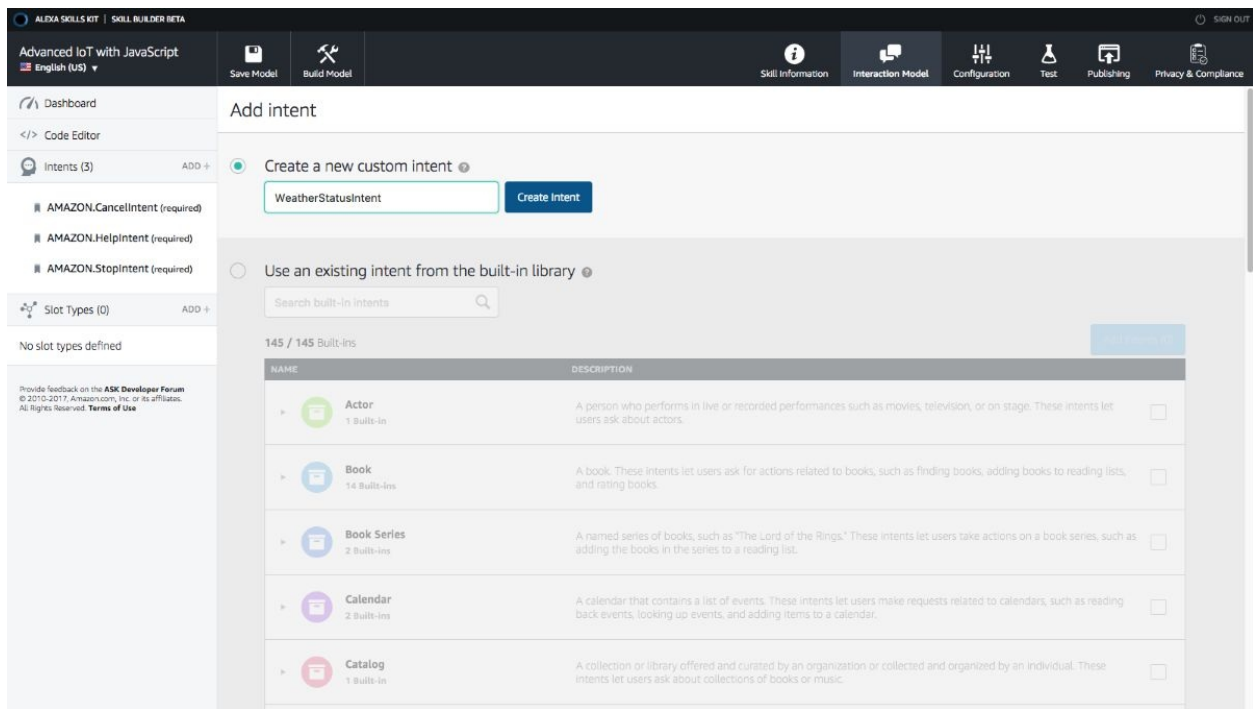 ALEXA SKILLS KIT | SKILL BUILDER BETA
SIGN OUT
Advanced IoT with JavaScript
English (US)
Save Model
Build Model
Skill Information
Interaction Model
Configuration
Test
Publishing
Privacy & Compliance
Dashboard
</> Code Editor
Intents (3) ADD +
AMAZON.CancelIntent (required)
AMAZON.HelpIntent (required)
AMAZON.StopIntent (required)
Slot Types (0) ADD +
No slot types defined
Provide feedback on the ASK Developer Forum
© 2010-2017, Amazon.com, Inc. or its affiliates.
All Rights Reserved. Terms of Use
Add intent
Create a new custom intent
WeatherStatusIntent
Create Intent
Use an existing intent from the built-in library
Search built-in intents
145 / 145 Built-ins
NAME DESCRIPTION
Actor
1 Built-in
A person who performs in live or recorded performances such as movies, television, or on stage. These intents let
users ask about actors.
Book
14 Built-ins
A book. These intents let users ask for actions related to books, such as finding books, adding books to reading lists,
and rating books.
Book Series
2 Built-ins
A named series of books, such as "The Lord of the Rings." These intents let users take actions on a book series, such as
adding the books in the series to a reading list.
Calendar
2 Built-ins
A calendar that contains a list of events. These intents let users make requests related to calendars, such as reading
back events, looking up events, and adding items to a calendar.
Catalog
1 Built-in
A collection or library offered and curated by an organization or collected and organized by an individual. These
intents let users ask about collections of books or music.